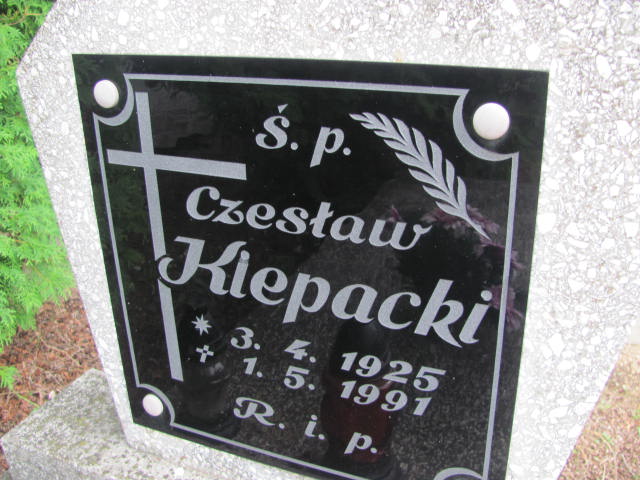 Ś. p.
Czesław
Kiepacki
* 3. 4. 1925
✝ 1. 5. 1991
R. i. p.